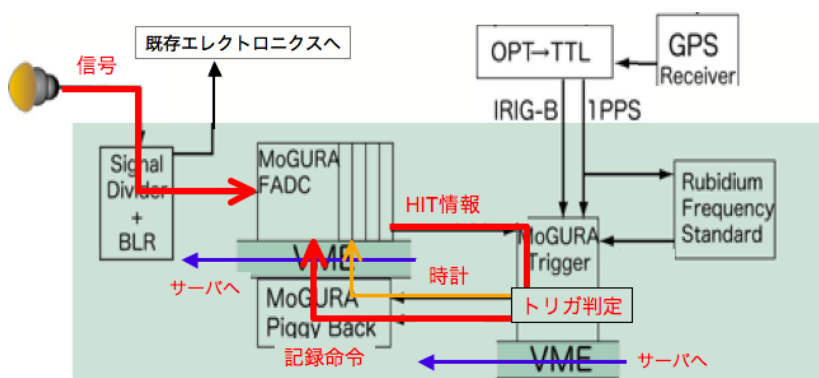 既存エレクトロニクスへ
信号
OPT→TTL
GPS
Receiver
IRIG-B
1PPS
Signal
Divider
+
BLR
MoGURA
FADC
HIT情報
Rubidium
Frequency
Standard
MoGURA
Trigger
VME
サーバへ
時計
トリガ判定
MoGURA
Piggy Back
記録命令
VME
サーバへ